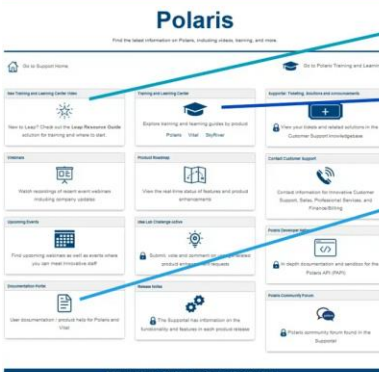 Polaris
Find the latest information on Polaris, including videos, training, and more.
Go to Support Home
Go to Polaris Training and Learnin
New Training and Learning Center Video
New to Leap? Check out the Leap Resource Guide
solution for training and where to start.
Training and Learning Center
Explore training and learning guides by product
Polaris Vital SkyRiver
Supportal: Ticketing, Solutions and announcements
View your tickets and related solutions in the
Customer Support knowledge base
Webinars
Watch recordings of recent event webinars
including company updates
Product Roadmap
View the real-time status of features and product
enhancements
Contact Customer Support
Contact information for Innovative Customer
Support, Sales, Professional Services, and
Finance/Billing
Upcoming Events
Find upcoming webinars as well as events where
you can meet Innovative staff
Idea Lab Challenge
Submit, vote and comment on
product enhancement requests
Polaris Developer
In depth documentation and sandbox for the
Polaris API (PAPI)
Documentation Portal
User documentation - product help for Polaris and
Vital
Release Notes
The Supportal has information on the
functionality and features in each product release
Polaris Community Forum
Polaris community forum found in the
Supportal